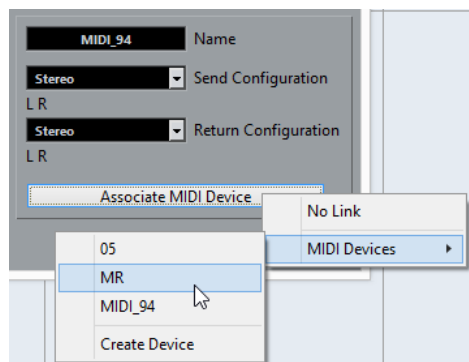 MIDI_94 Name
Stereo Send Configuration
L R
Stereo Return Configuration
L R
Associate MIDI Device
No Link
MIDI Devices
05
MR
MIDI_94
Create Device